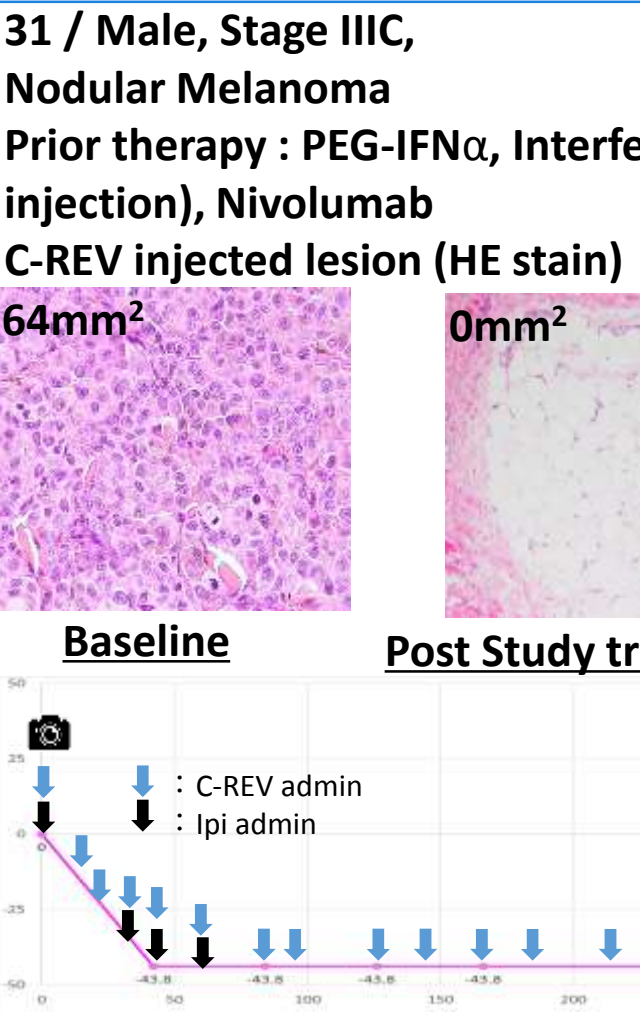 31 / Male, Stage IIIC,
Nodular Melanoma
Prior therapy : PEG-IFNα, Interfe
injection), Nivolumab
C-REV injected lesion (HE stain)
64mm²
0mm²
Baseline
Post Study tr
50
25
: C-REV admin
: Ipi admin
0
0
-25
-43.8
-43.8
-43.8
-43.8
-50
0
50
100
150
200